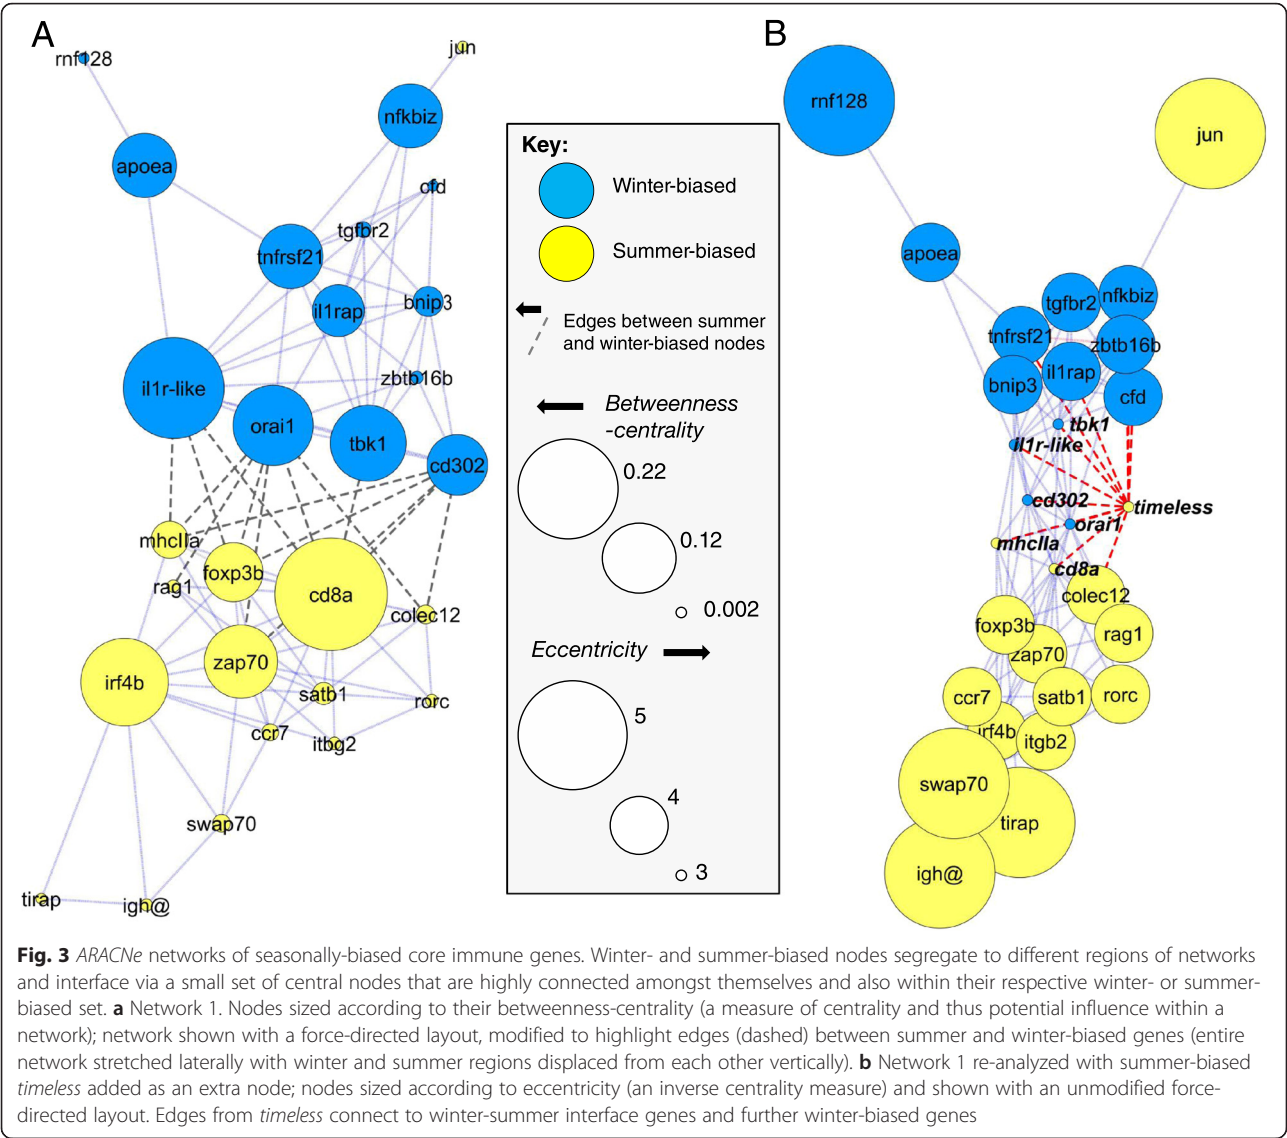 A
rnf128
jun
nfkbiz
apoea
cfd
tgfbr2
tnfrsf21
il1rap
bnip3
zbtb16b
il1r-like
orai1
tbk1
cd302
mhcIIa
foxp3b
rag1
cd8a
colec12
zap70
irf4b
satb1
rorc
ccr7
itbg2
swap70
tirap
igh@
Key:
Winter-biased
Summer-biased
Edges between summer
and winter-biased nodes
Betweenness
-centrality
0.22
0.12
0.002
Eccentricity
5
4
3
B
rnf128
jun
apoea
tgfbr2
nfkbiz
tnfrsf21
zbtb16b
il1rap
bnip3
cfd
tbk1
il1r-like
cd302
timeless
orai1
mhcIIa
cd8a
colec12
foxp3b
rag1
zap70
ccr7
satb1
rorc
irf4b
itgb2
swap70
tirap
igh@
Fig. 3 ARACNe networks of seasonally-biased core immune genes. Winter- and summer-biased nodes segregate to different regions of networks
and interface via a small set of central nodes that are highly connected amongst themselves and also within their respective winter- or summer-
biased set. a Network 1. Nodes sized according to their betweenness-centrality (a measure of centrality and thus potential influence within a
network); network shown with a force-directed layout, modified to highlight edges (dashed) between summer and winter-biased genes (entire
network stretched laterally with winter and summer regions displaced from each other vertically). b Network 1 re-analyzed with summer-biased
timeless added as an extra node; nodes sized according to eccentricity (an inverse centrality measure) and shown with an unmodified force-
directed layout. Edges from timeless connect to winter-summer interface genes and further winter-biased genes